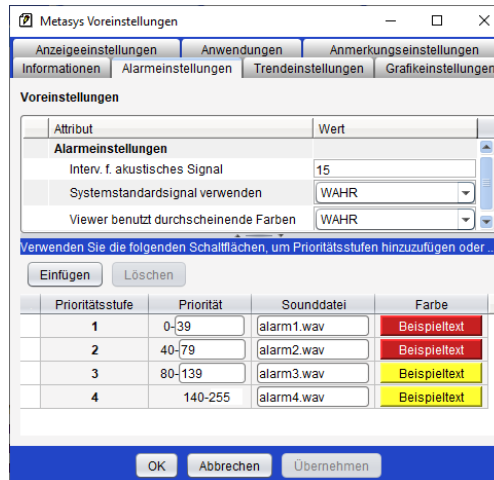 Metasys Voreinstellungen
Anzeigeeinstellungen Anwendungen Anmerkungseinstellungen
Informationen Alarmeinstellungen Trendeinstellungen Grafikeinstellungen
Voreinstellungen
Attribut Wert
Alarmeinstellungen
Interv. f. akustisches Signal 15
Systemstandardsignal verwenden WAHR
Viewer benutzt durchscheinende Farben WAHR
Verwenden Sie die folgenden Schaltflächen, um Prioritätsstufen hinzuzufügen oder ...
Einfügen Löschen
Prioritätsstufe Priorität Sounddatei Farbe
1 0-39 alarm1.wav Beispieltext
2 40-79 alarm2.wav Beispieltext
3 80-139 alarm3.wav Beispieltext
4 140-255 alarm4.wav Beispieltext
OK Abbrechen Übernehmen